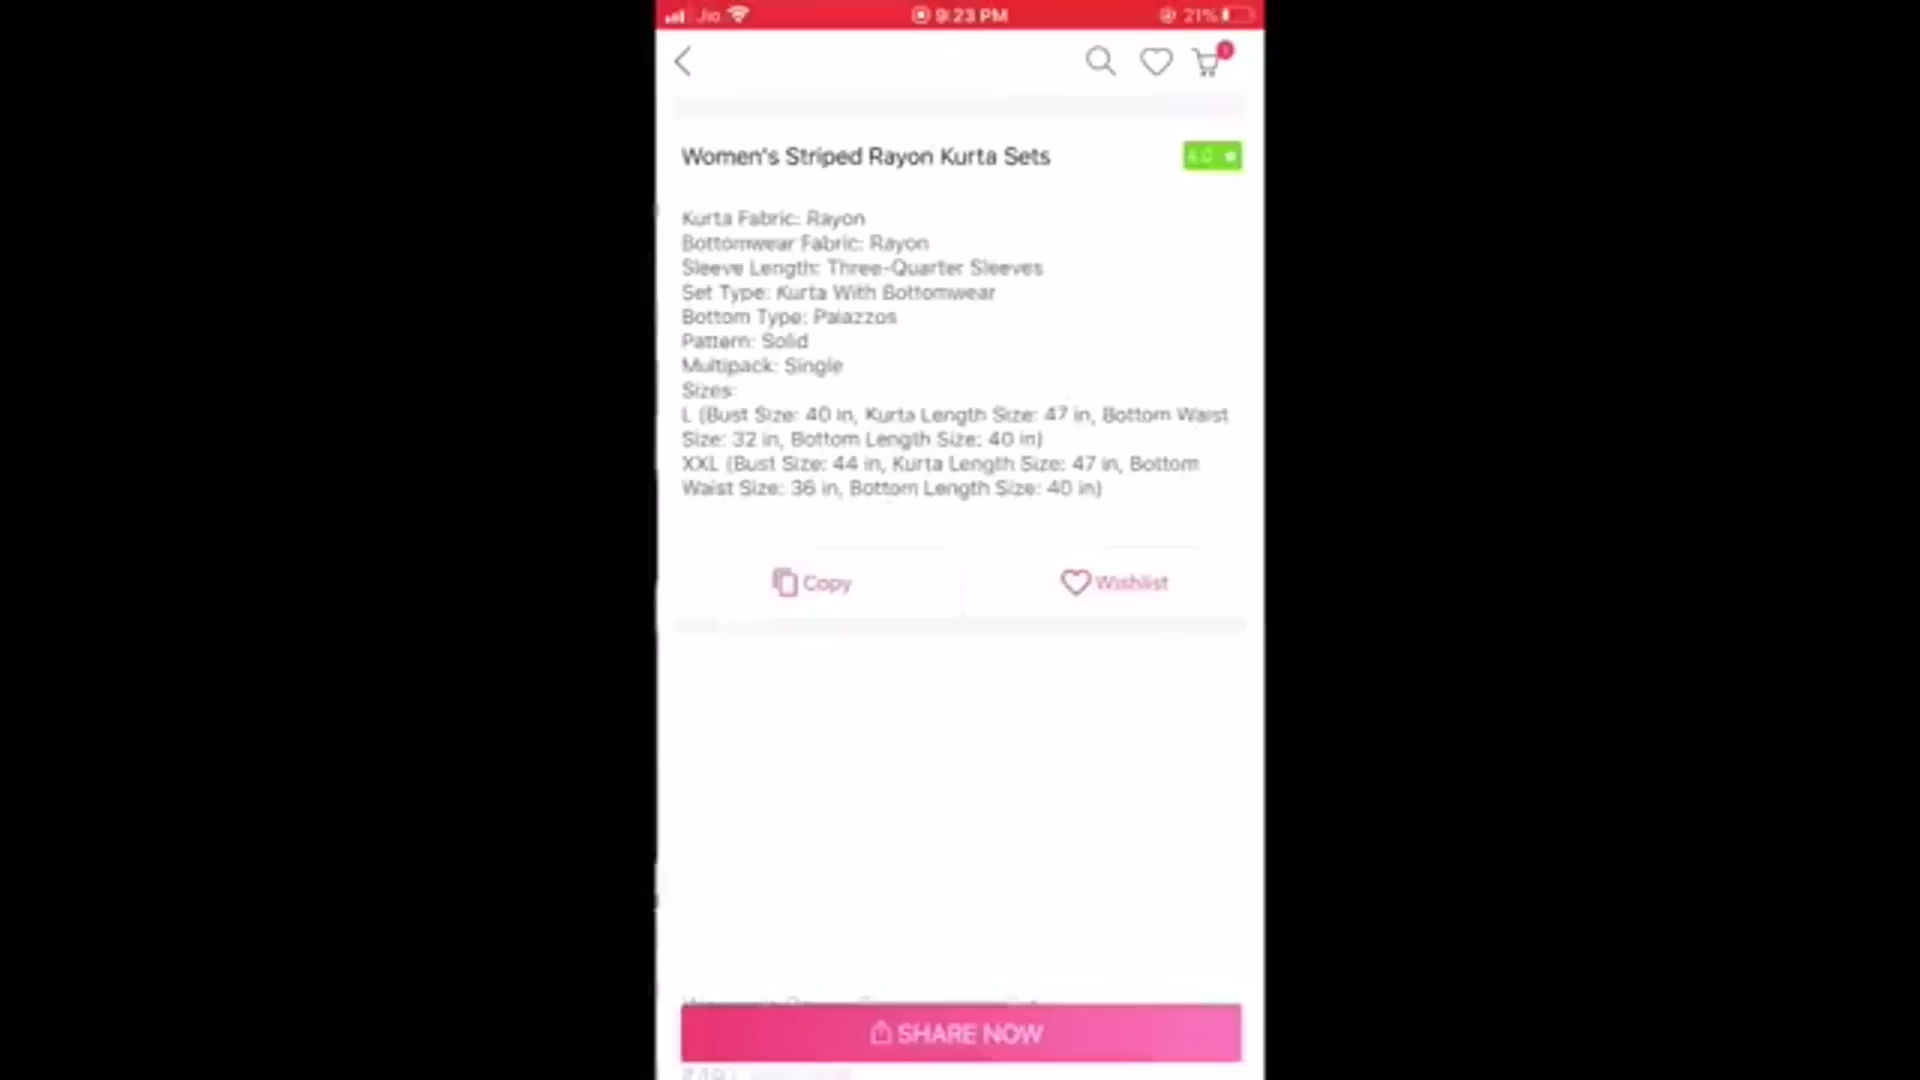 Jio 9:23 PM 21%
1
Women's Striped Rayon Kurta Sets
4.0
Kurta Fabric: Rayon
Bottomwear Fabric: Rayon
Sleeve Length: Three-Quarter Sleeves
Set Type: Kurta With Bottomwear
Bottom Type: Palazzos
Pattern: Solid
Multipack: Single
Sizes:
L (Bust Size: 40 in, Kurta Length Size: 47 in, Bottom Waist
Size: 32 in, Bottom Length Size: 40 in)
XXL (Bust Size: 44 in, Kurta Length Size: 47 in, Bottom
Waist Size: 36 in, Bottom Length Size: 40 in)
Copy
Wishlist
SHARE NOW